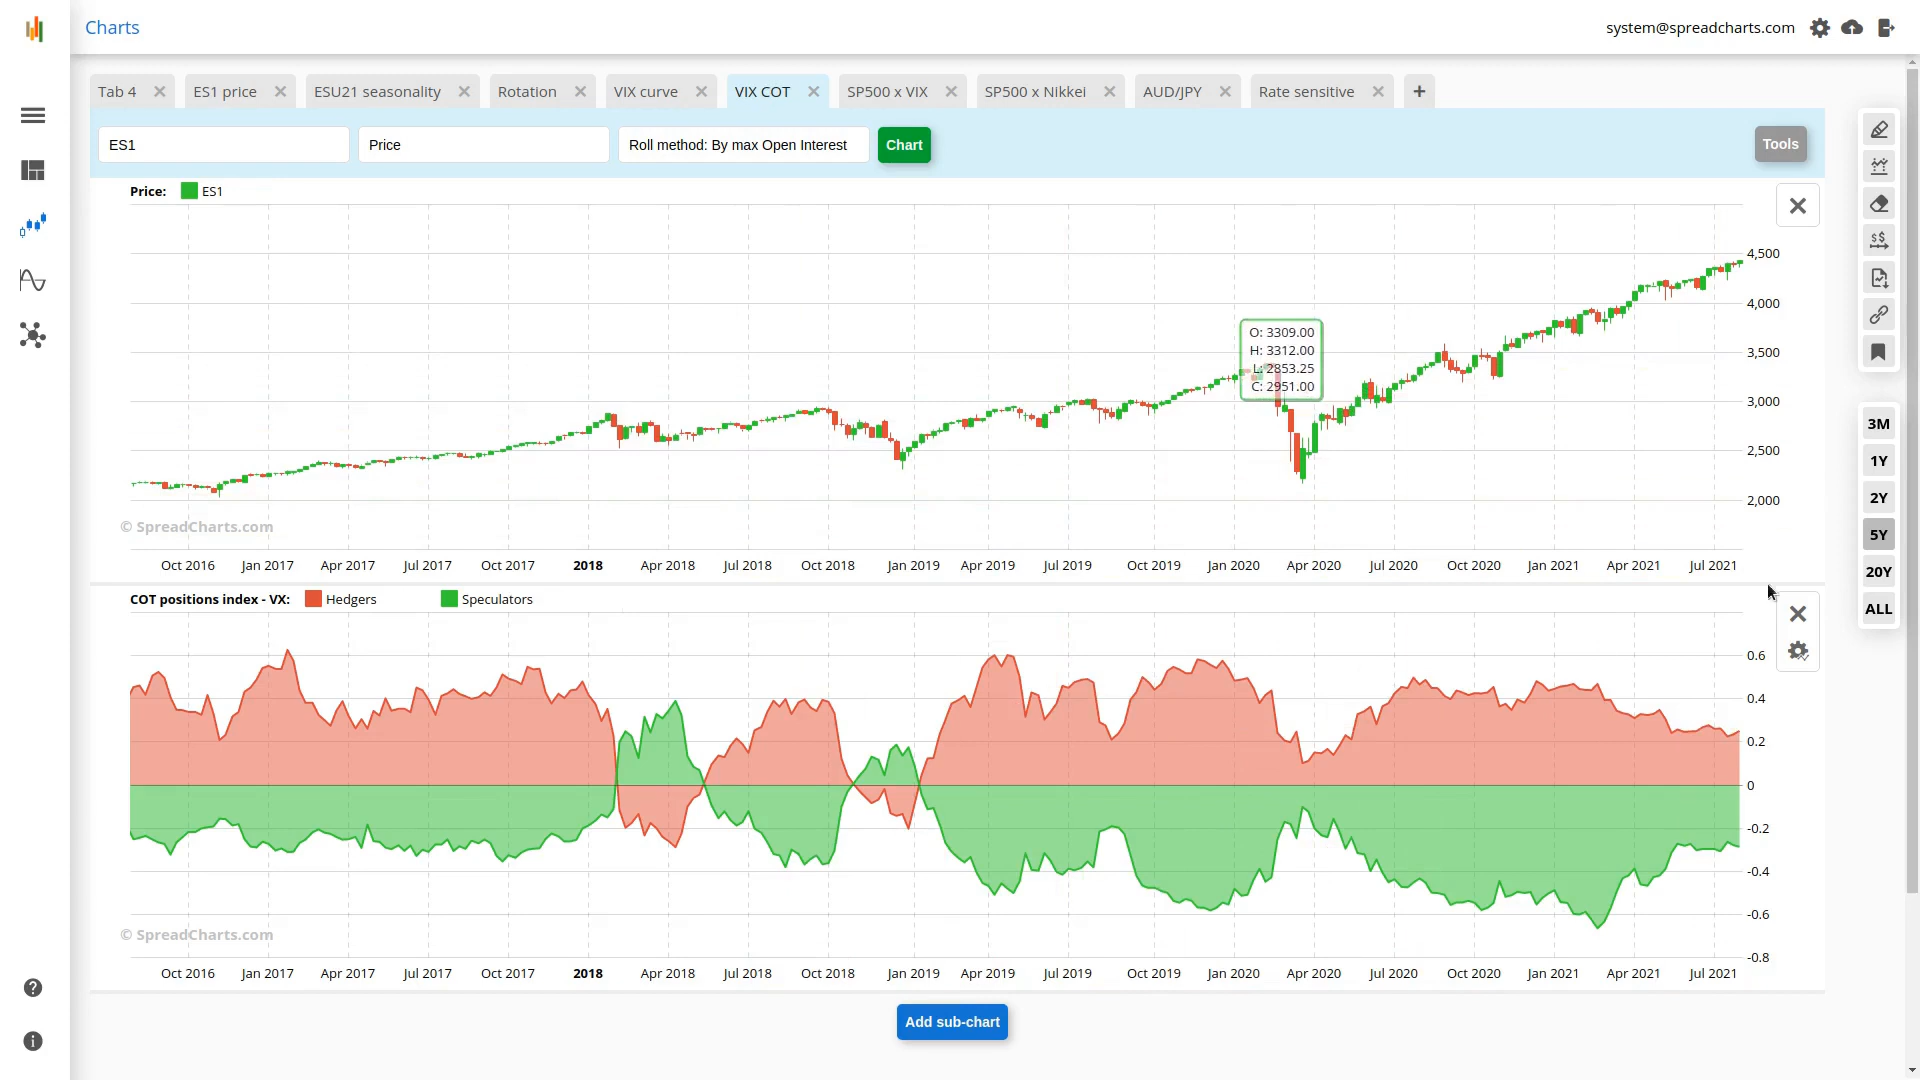 Charts
system@spreadcharts.com
Tab 4
ES1 price
ESU21 seasonality
Rotation
VIX curve
VIX COT
SP500 x VIX
SP500 x Nikkei
AUD/JPY
Rate sensitive
+
ES1
Price
Roll method: By max Open Interest
Chart
Tools
Price: ES1
4,500
4,000
3,500
3,000
2,500
2,000
O: 3309.00
H: 3312.00
L: 2853.25
C: 2951.00
© SpreadCharts.com
Oct 2016 Jan 2017 Apr 2017 Jul 2017 Oct 2017 2018 Apr 2018 Jul 2018 Oct 2018 Jan 2019 Apr 2019 Jul 2019 Oct 2019 Jan 2020 Apr 2020 Jul 2020 Oct 2020 Jan 2021 Apr 2021 Jul 2021
COT positions index - VX: Hedgers Speculators
0.6
0.4
0.2
0
-0.2
-0.4
-0.6
-0.8
© SpreadCharts.com
Oct 2016 Jan 2017 Apr 2017 Jul 2017 Oct 2017 2018 Apr 2018 Jul 2018 Oct 2018 Jan 2019 Apr 2019 Jul 2019 Oct 2019 Jan 2020 Apr 2020 Jul 2020 Oct 2020 Jan 2021 Apr 2021 Jul 2021
Add sub-chart
$$
3M
1Y
2Y
5Y
20Y
ALL